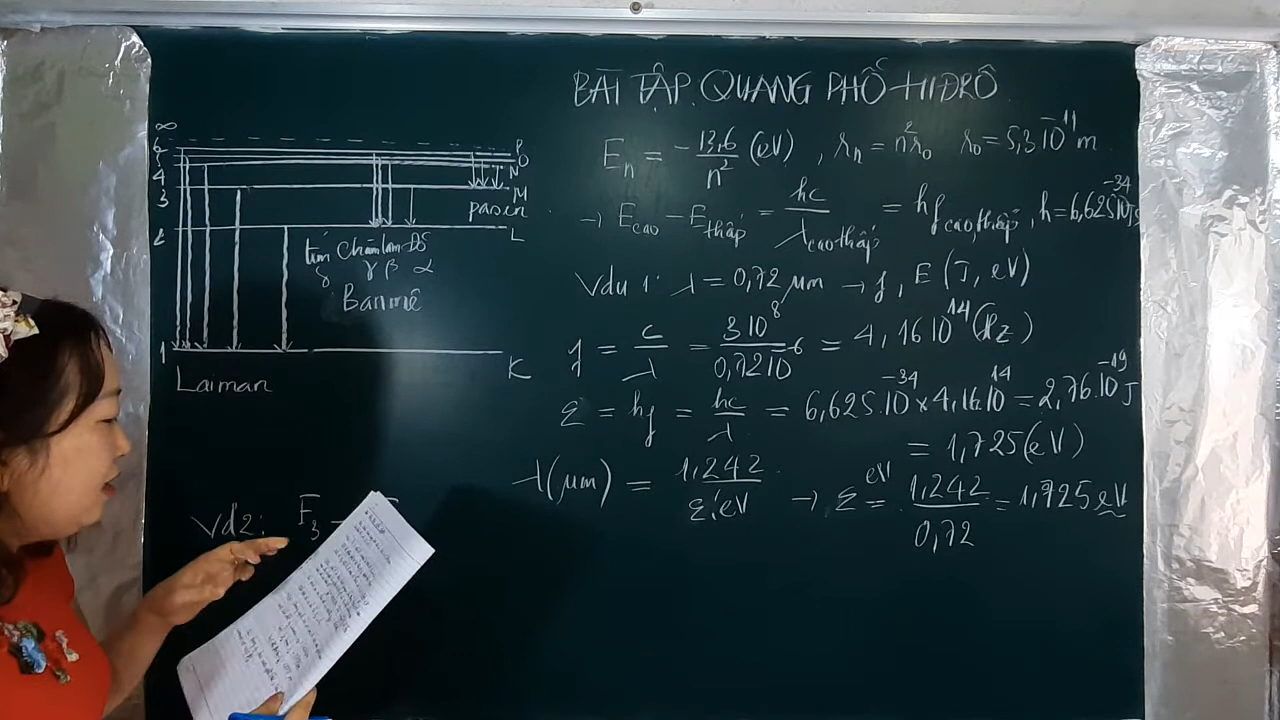 BÀI TẬP QUANG PHỔ HIĐRÔ
Eₙ = -13,6/n² (eV), rₙ = n²r₀ r₀ = 5,3 10⁻¹¹ m
→ E cao - E thấp = hc/λ cao thấp = hf cao, thấp, h = 6,625 10⁻³⁴ Js
Vdu 1: λ = 0,72 μm → f, E (J, eV)
f = c/λ = 3 10⁸/0,72 10⁻⁶ = 4,16 10¹⁴ (Hz)
ε = hf = hc/λ = 6,625.10⁻³⁴ × 4,16.10¹⁴ = 2,76.10⁻¹⁹ J
= 1,725 (eV)
λ(μm) = 1,242/ε: eV → ε eV = 1,242/0,72 = 1,725 eV
∞
6 P
5 O
4 N
3 M
pasen
2 L
tím Chàm lam Đỏ
δ γ β α
Banme
1 K
Laiman
Vd2: E₃ -